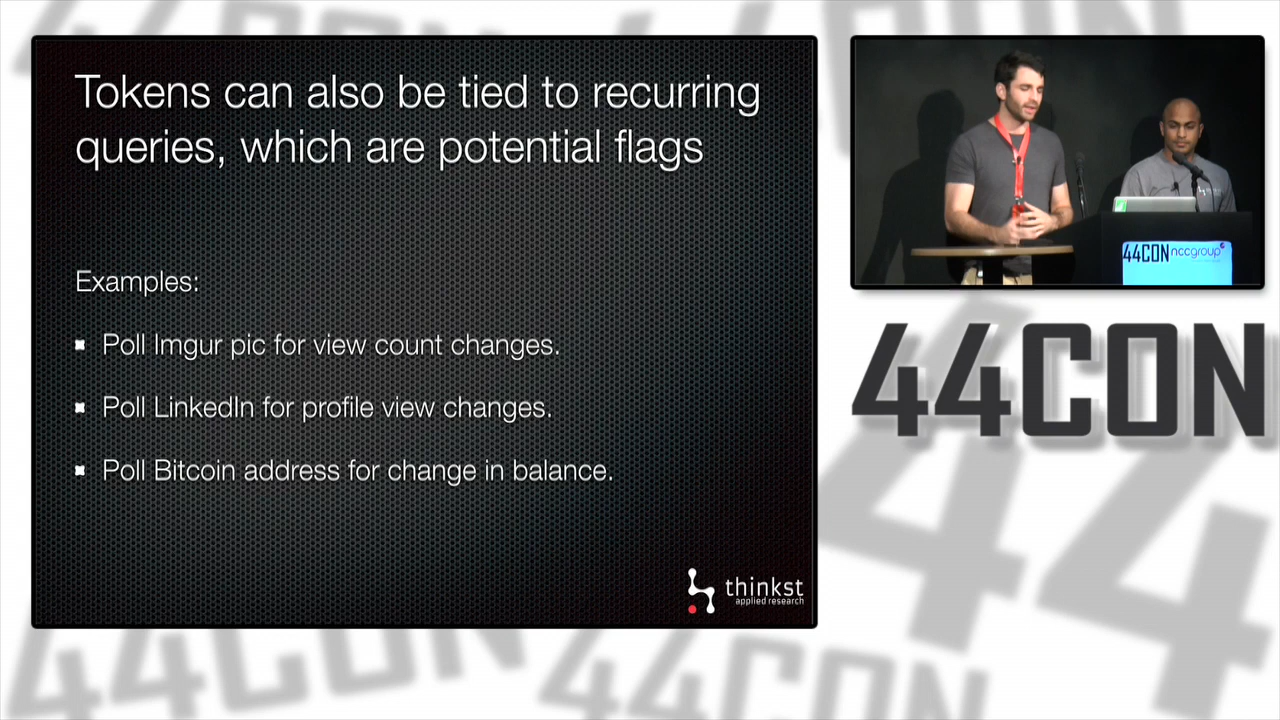 Tokens can also be tied to recurring
queries, which are potential flags
Examples:
Poll Imgur pic for view count changes.
Poll LinkedIn for profile view changes.
Poll Bitcoin address for change in balance.
thinkst
applied research
44CON nccgroup
44CON